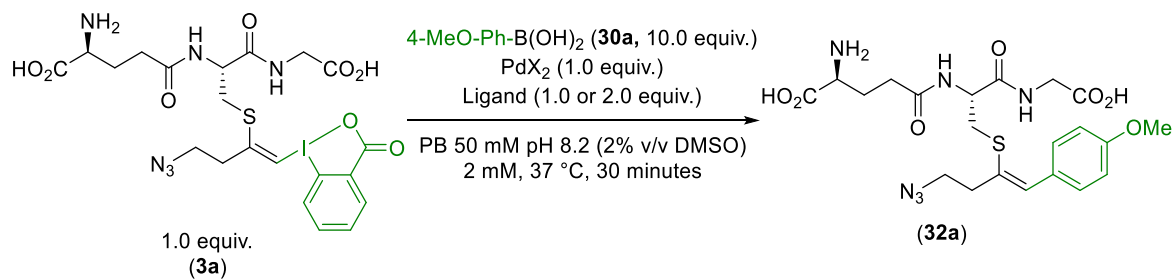 NH₂
HO₂C
O
H
N
O
N
H
CO₂H
S
N₃
I
O
O
1.0 equiv.
(3a)
4-MeO-Ph-B(OH)₂ (30a, 10.0 equiv.)
PdX₂ (1.0 equiv.)
Ligand (1.0 or 2.0 equiv.)
PB 50 mM pH 8.2 (2% v/v DMSO)
2 mM, 37 °C, 30 minutes
NH₂
HO₂C
O
H
N
O
N
H
CO₂H
S
N₃
OMe
(32a)